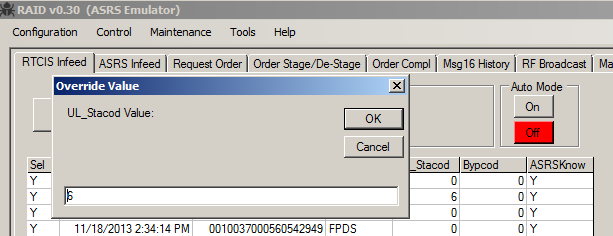 RAID v0.30 (ASRS Emulator)
Configuration Control Maintenance Tools Help
RTCIS Infeed ASRS Infeed Request Order Order Stage/De-Stage Order Compl Msg16 History RF Broadcast Ma
Override Value
UL_Stacod Value:
OK
Cancel
6
Auto Mode
On
Off
Sel _Stacod Bypcod ASRSKnow
Y 0 0 Y
Y 6 0 Y
Y 0 0 Y
Y 11/18/2013 2:34:14 PM 0010037000560542949 FPDS 0 0 Y